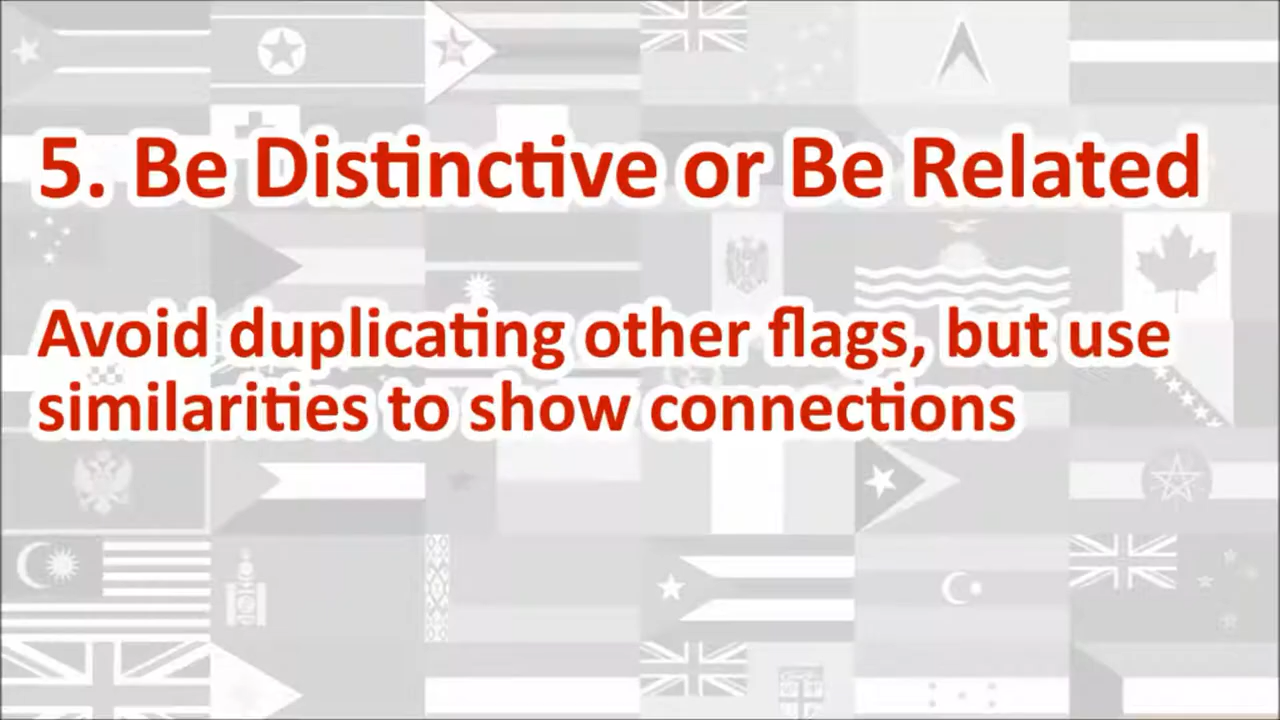 5. Be Distinctive or Be Related
Avoid duplicating other flags, but use
similarities to show connections